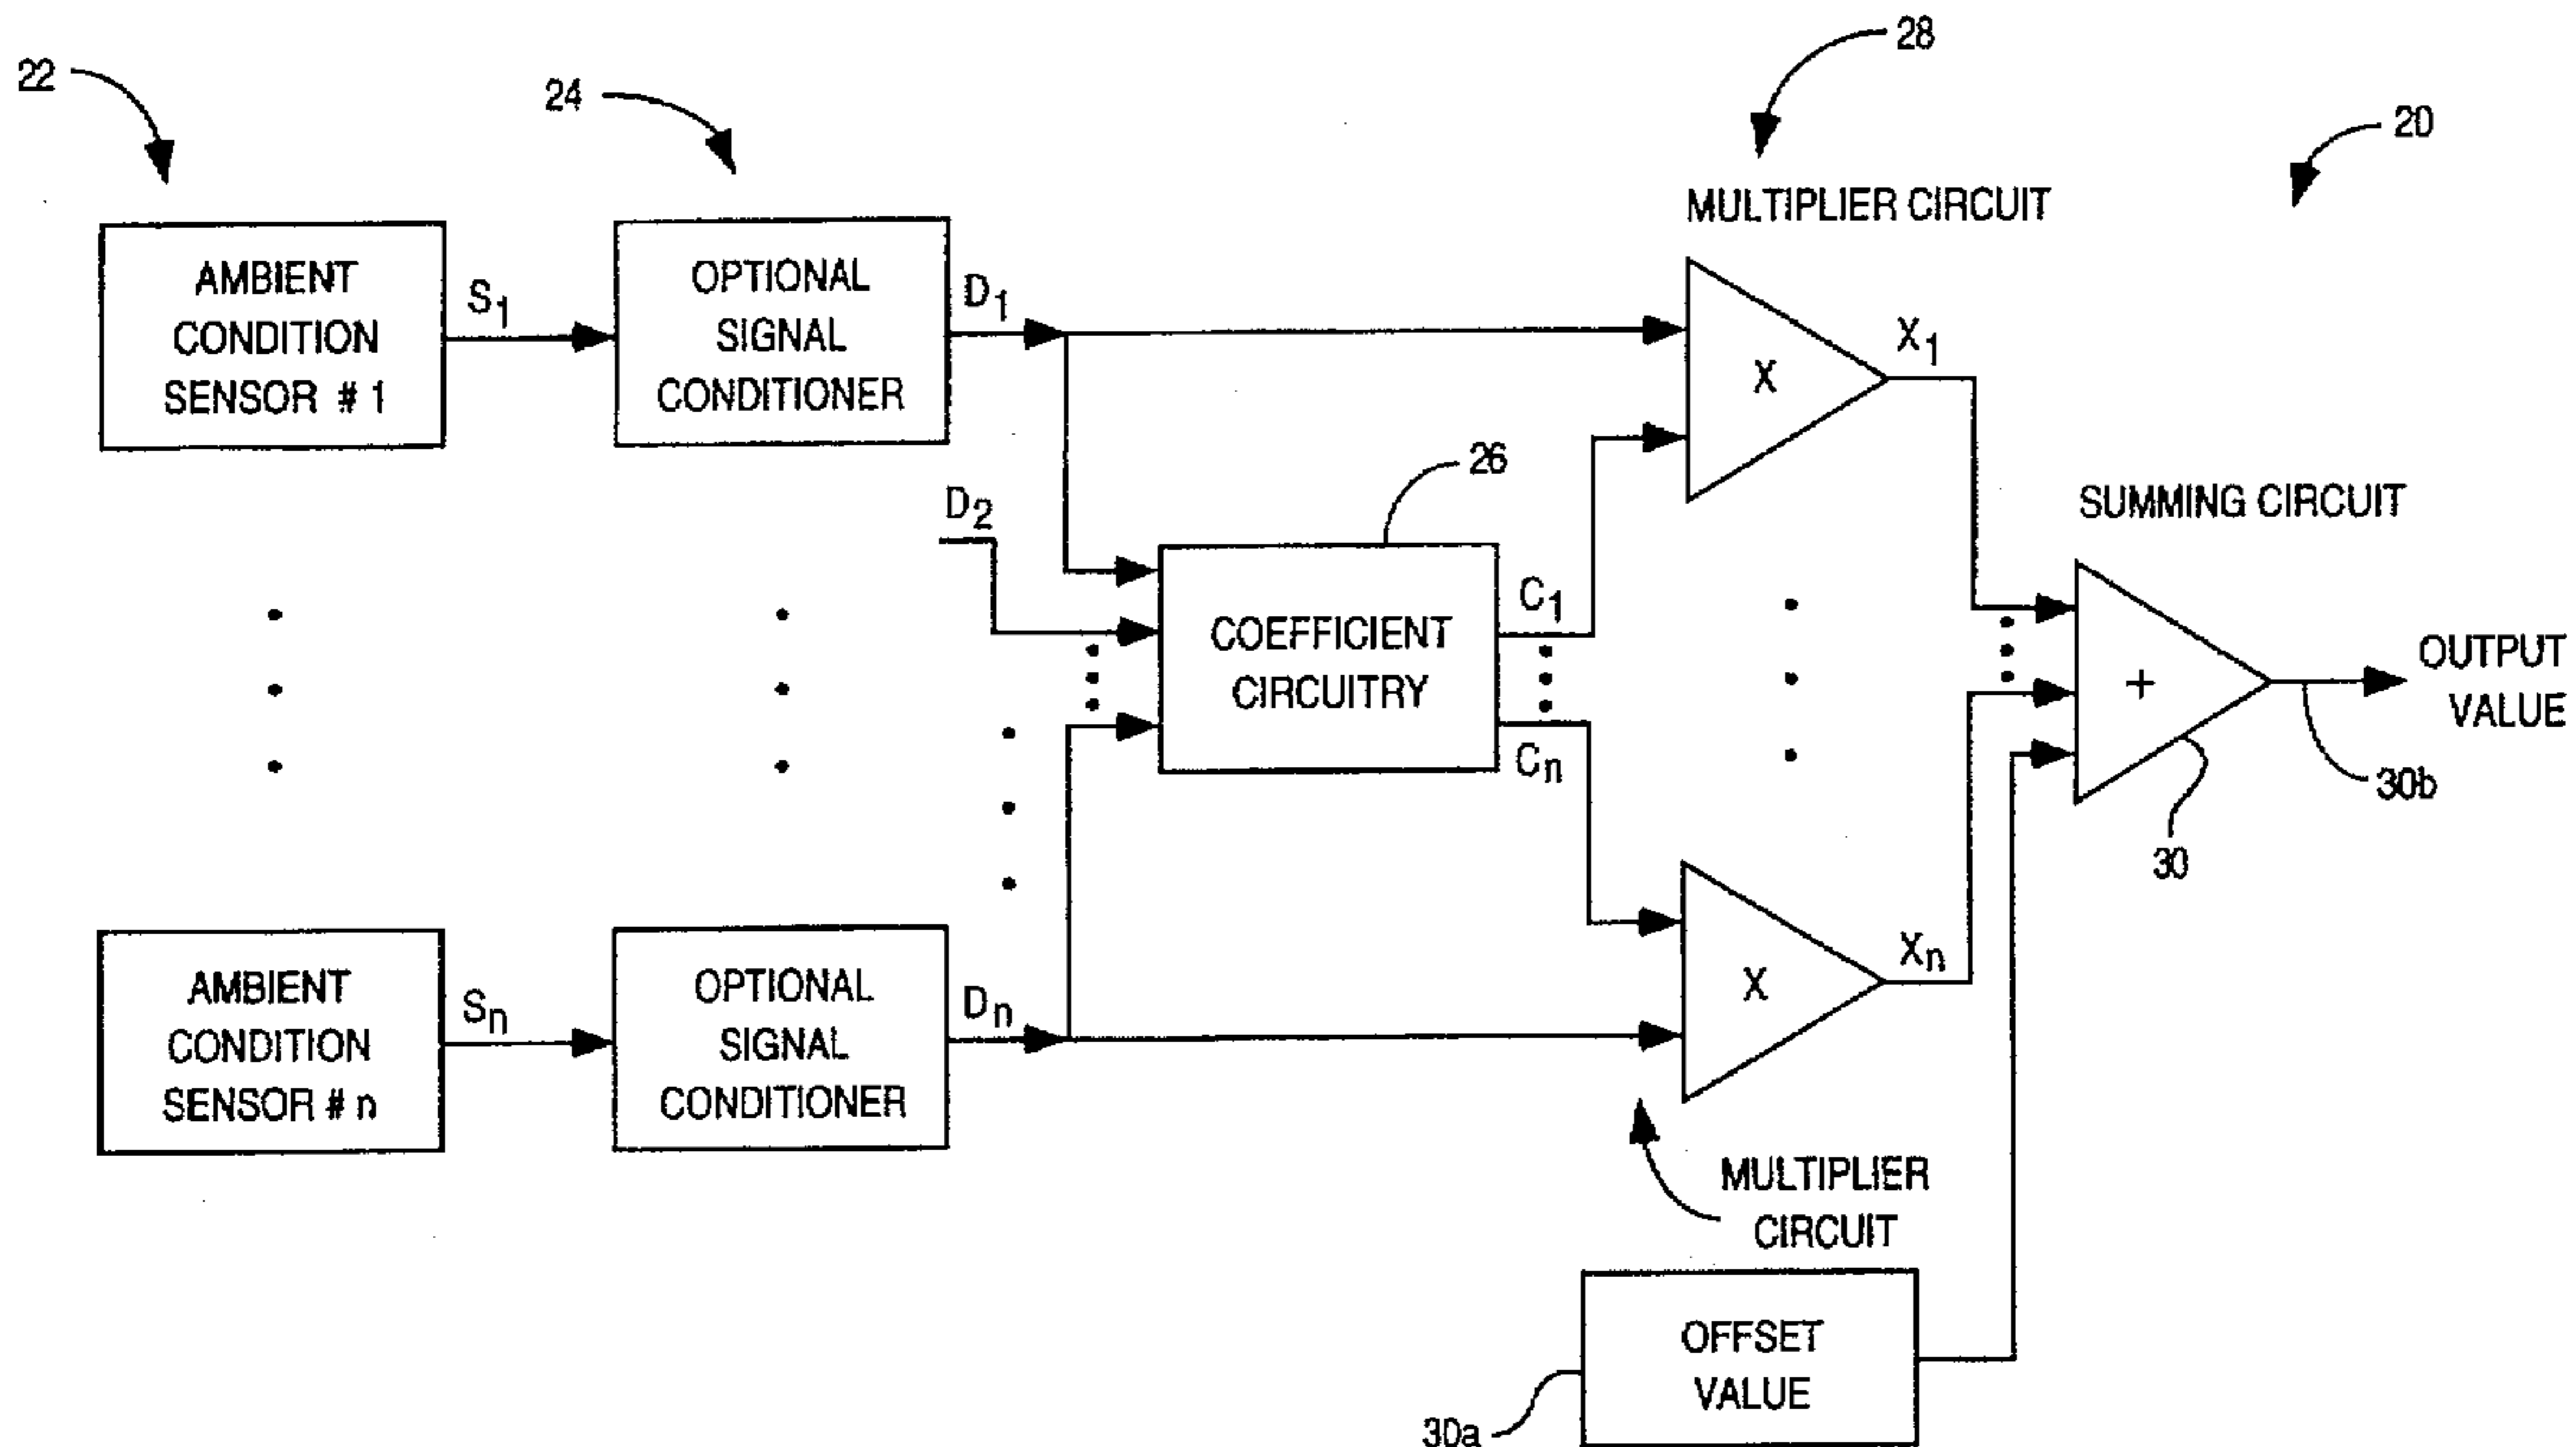 22
24
28
20
MULTIPLIER CIRCUIT
AMBIENT
CONDITION
SENSOR # 1
S1
OPTIONAL
SIGNAL
CONDITIONER
D1
X
X1
26
D2
SUMMING CIRCUIT
COEFFICIENT
CIRCUITRY
C1
Cn
+
OUTPUT
VALUE
30b
30
AMBIENT
CONDITION
SENSOR # n
Sn
OPTIONAL
SIGNAL
CONDITIONER
Dn
X
Xn
MULTIPLIER
CIRCUIT
OFFSET
VALUE
30a